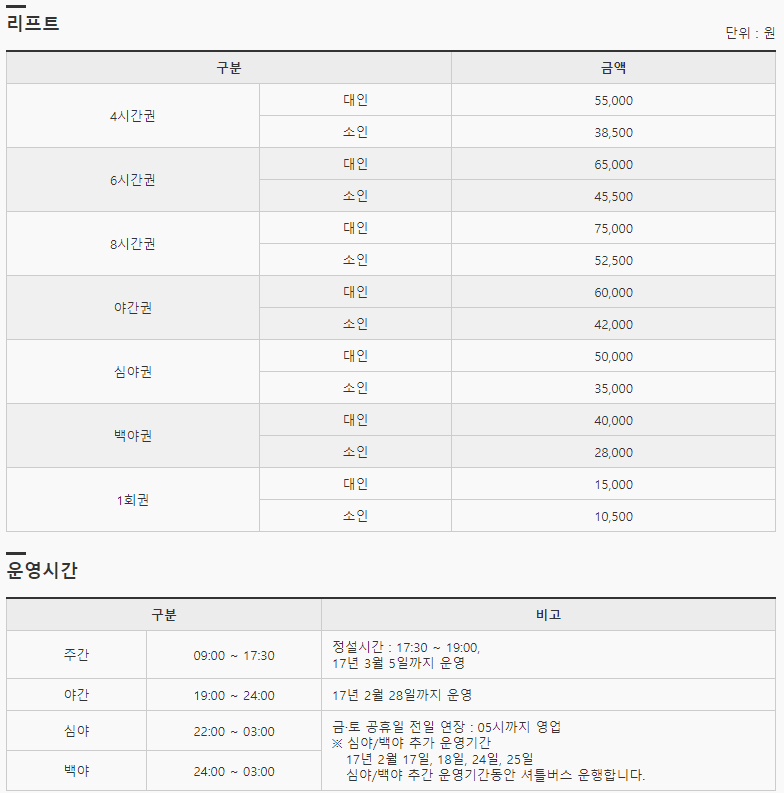 리프트
단위 : 원
구분 금액
4시간권 대인 55,000
소인 38,500
6시간권 대인 65,000
소인 45,500
8시간권 대인 75,000
소인 52,500
야간권 대인 60,000
소인 42,000
심야권 대인 50,000
소인 35,000
백야권 대인 40,000
소인 28,000
1회권 대인 15,000
소인 10,500
운영시간
구분 비고
주간 09:00 ~ 17:30 정설시간 : 17:30 ~ 19:00,
17년 3월 5일까지 운영
야간 19:00 ~ 24:00 17년 2월 28일까지 운영
심야 22:00 ~ 03:00 금·토 공휴일 전일 연장 : 05시까지 영업
※ 심야/백야 추가 운영기간
17년 2월 17일, 18일, 24일, 25일
백야 24:00 ~ 03:00 심야/백야 추간 운영기간동안 셔틀버스 운행합니다.